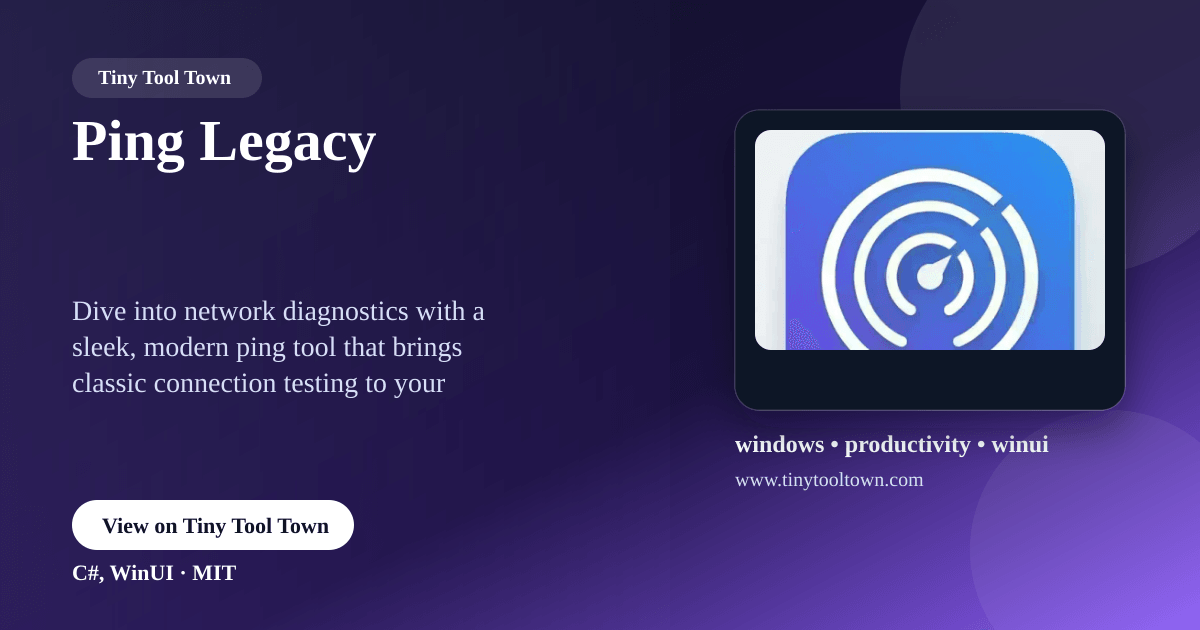 Tiny Tool Town
Ping Legacy
Dive into network diagnostics with a
sleek, modern ping tool that brings
classic connection testing to your
View on Tiny Tool Town
C#, WinUI · MIT
windows • productivity • winui
www.tinytooltown.com